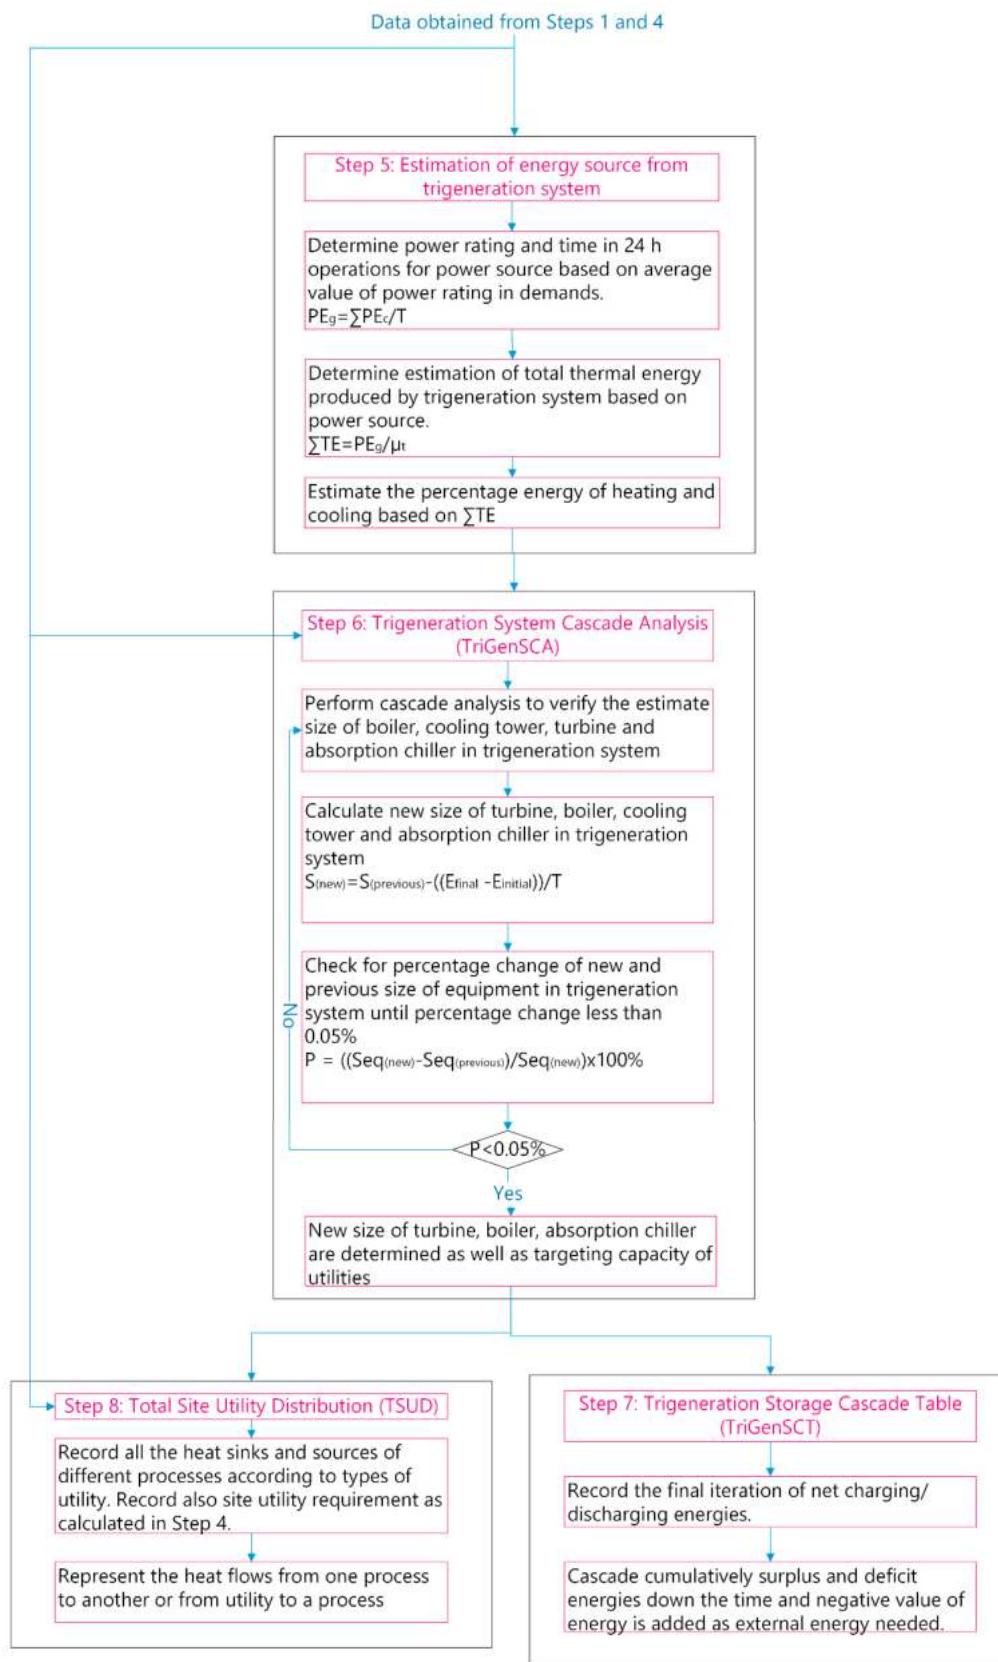 Data obtained from Steps 1 and 4
Step 5: Estimation of energy source from
trigeneration system
Determine power rating and time in 24 h
operations for power source based on average
value of power rating in demands.
PEg=∑PEc/T
Determine estimation of total thermal energy
produced by trigeneration system based on
power source.
∑TE=PEg/μt
Estimate the percentage energy of heating and
cooling based on ∑TE
Step 6: Trigeneration System Cascade Analysis
(TriGenSCA)
Perform cascade analysis to verify the estimate
size of boiler, cooling tower, turbine and
absorption chiller in trigeneration system
Calculate new size of turbine, boiler, cooling
tower and absorption chiller in trigeneration
system
S(new)=S(previous)-((Efinal -Einitial))/T
Check for percentage change of new and
previous size of equipment in trigeneration
system until percentage change less than
0.05%
P = ((Seq(new)-Seq(previous))/Seq(new))x100%
No
P<0.05%
Yes
New size of turbine, boiler, absorption chiller
are determined as well as targeting capacity of
utilities
Step 8: Total Site Utility Distribution (TSUD)
Record all the heat sinks and sources of
different processes according to types of
utility. Record also site utility requirement as
calculated in Step 4.
Represent the heat flows from one process
to another or from utility to a process
Step 7: Trigeneration Storage Cascade Table
(TriGenSCT)
Record the final iteration of net charging/
discharging energies.
Cascade cumulatively surplus and deficit
energies down the time and negative value of
energy is added as external energy needed.